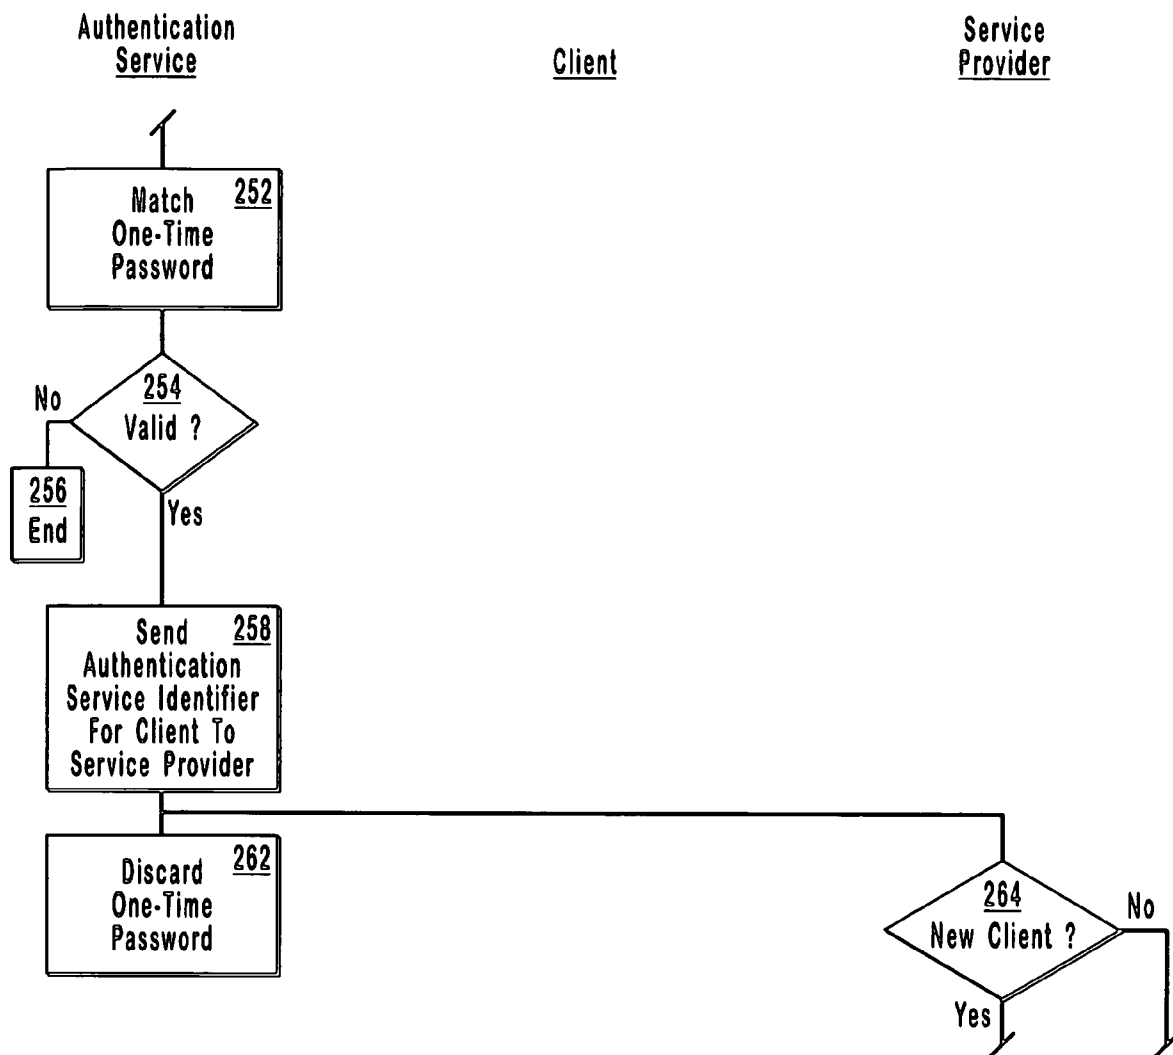 Authentication
Service
Client
Service
Provider
252
Match
One-Time
Password
254
Valid ?
No
Yes
256
End
258
Send
Authentication
Service Identifier
For Client To
Service Provider
262
Discard
One-Time
Password
264
New Client ?
No
Yes